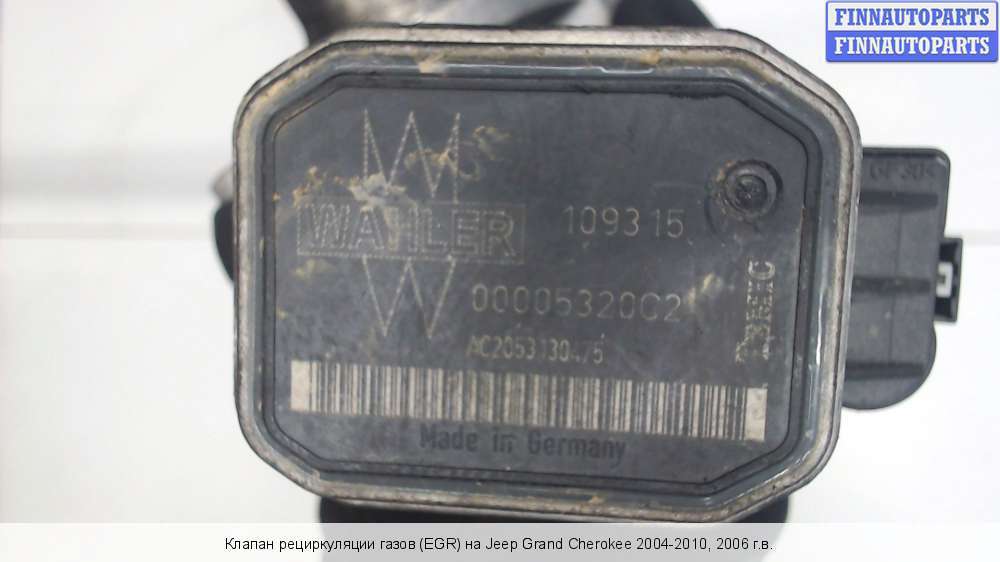 FINNAUTOPARTS
FINNAUTOPARTS
WAHLER
109315
00005320C2
AC2053130475
Made in Germany
Клапан рециркуляции газов (EGR) на Jeep Grand Cherokee 2004-2010, 2006 г.в.